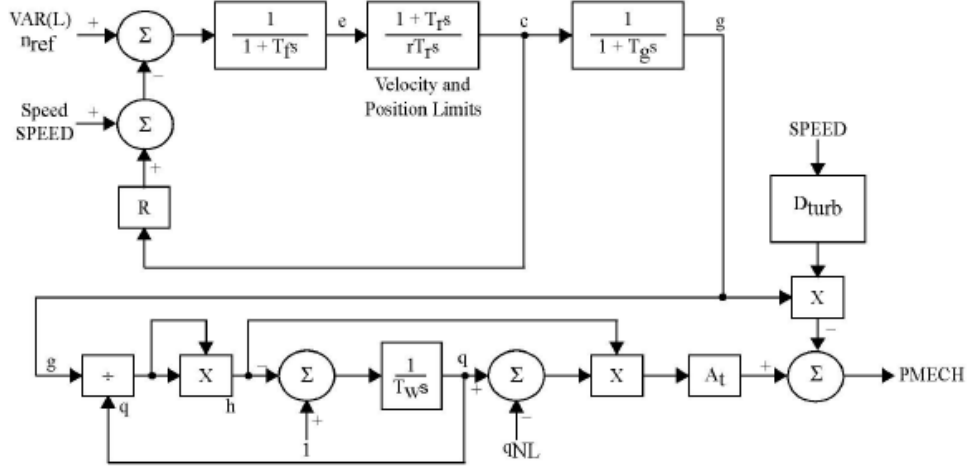 VAR(L)
nref
+
Σ
−
1
1 + Tfs
e
1 + Trs
rTrs
Velocity and
Position Limits
c
1
1 + Tgs
g
Speed
SPEED
+
Σ
+
R
SPEED
Dturb
X
−
g
÷
q
X
h
−
Σ
+
1
1
Tws
q
+
Σ
−
qNL
X
At
+
Σ
PMECH